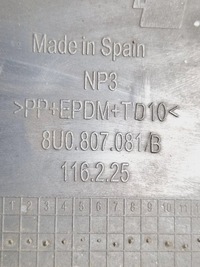 Made in Spain
NP3
>PP+EPDM+TD10<
8U0.807.081/B
116.2.25
1 2 3 4 5 6 7 8 9 10 11